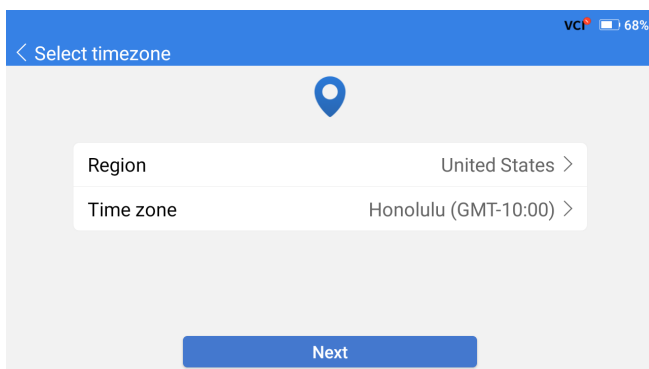 VCI 68%
Select timezone
Region United States
Time zone Honolulu (GMT-10:00)
Next